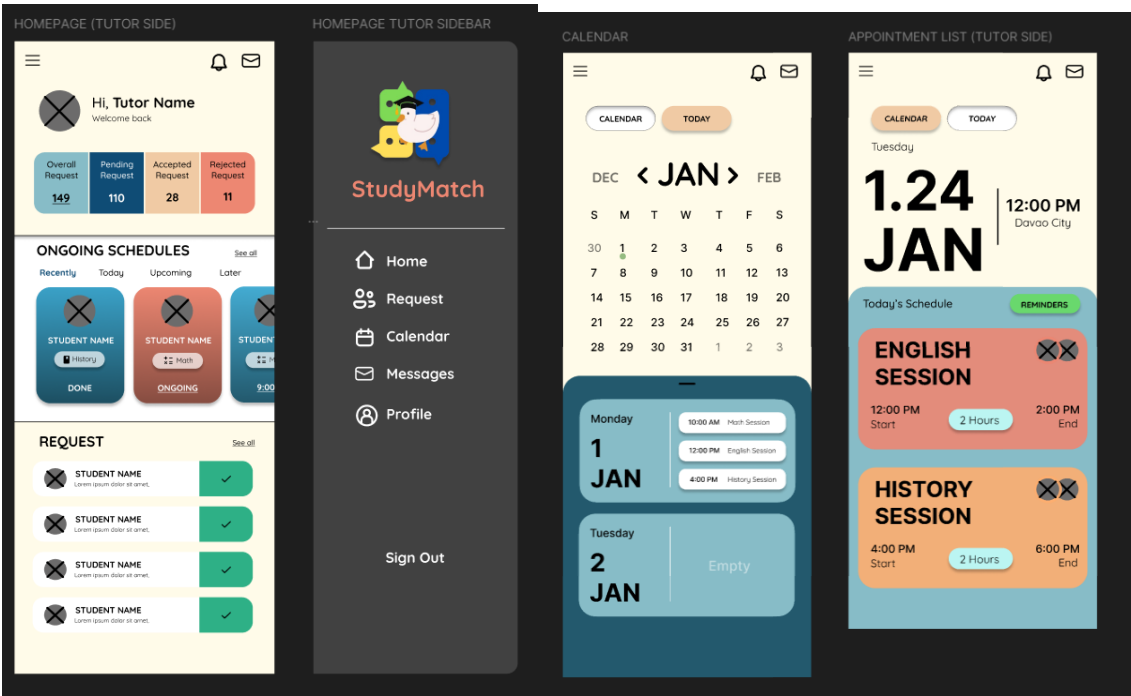 HOMEPAGE (TUTOR SIDE)
Hi, Tutor Name
Welcome back
Overall Request
149
Pending Request
110
Accepted Request
28
Rejected Request
11
ONGOING SCHEDULES
See all
Recently Today Upcoming Later
STUDENT NAME
History
DONE
STUDENT NAME
Math
ONGOING
STUDEN
M
9:00
REQUEST
See all
STUDENT NAME
Lorem ipsum dolor sit amet,
STUDENT NAME
Lorem ipsum dolor sit amet,
STUDENT NAME
Lorem ipsum dolor sit amet,
STUDENT NAME
Lorem ipsum dolor sit amet,
HOMEPAGE TUTOR SIDEBAR
StudyMatch
Home
Request
Calendar
Messages
Profile
Sign Out
CALENDAR
CALENDAR TODAY
DEC < JAN > FEB
S M T W T F S
30 1 2 3 4 5 6
7 8 9 10 11 12 13
14 15 16 17 18 19 20
21 22 23 24 25 26 27
28 29 30 31 1 2 3
Monday
1
JAN
10:00 AM Math Session
12:00 PM English Session
4:00 PM History Session
Tuesday
2
JAN
Empty
APPOINTMENT LIST (TUTOR SIDE)
CALENDAR TODAY
Tuesday
1.24
JAN
12:00 PM
Davao City
Today's Schedule
REMINDERS
ENGLISH
SESSION
12:00 PM
Start
2 Hours
2:00 PM
End
HISTORY
SESSION
4:00 PM
Start
2 Hours
6:00 PM
End